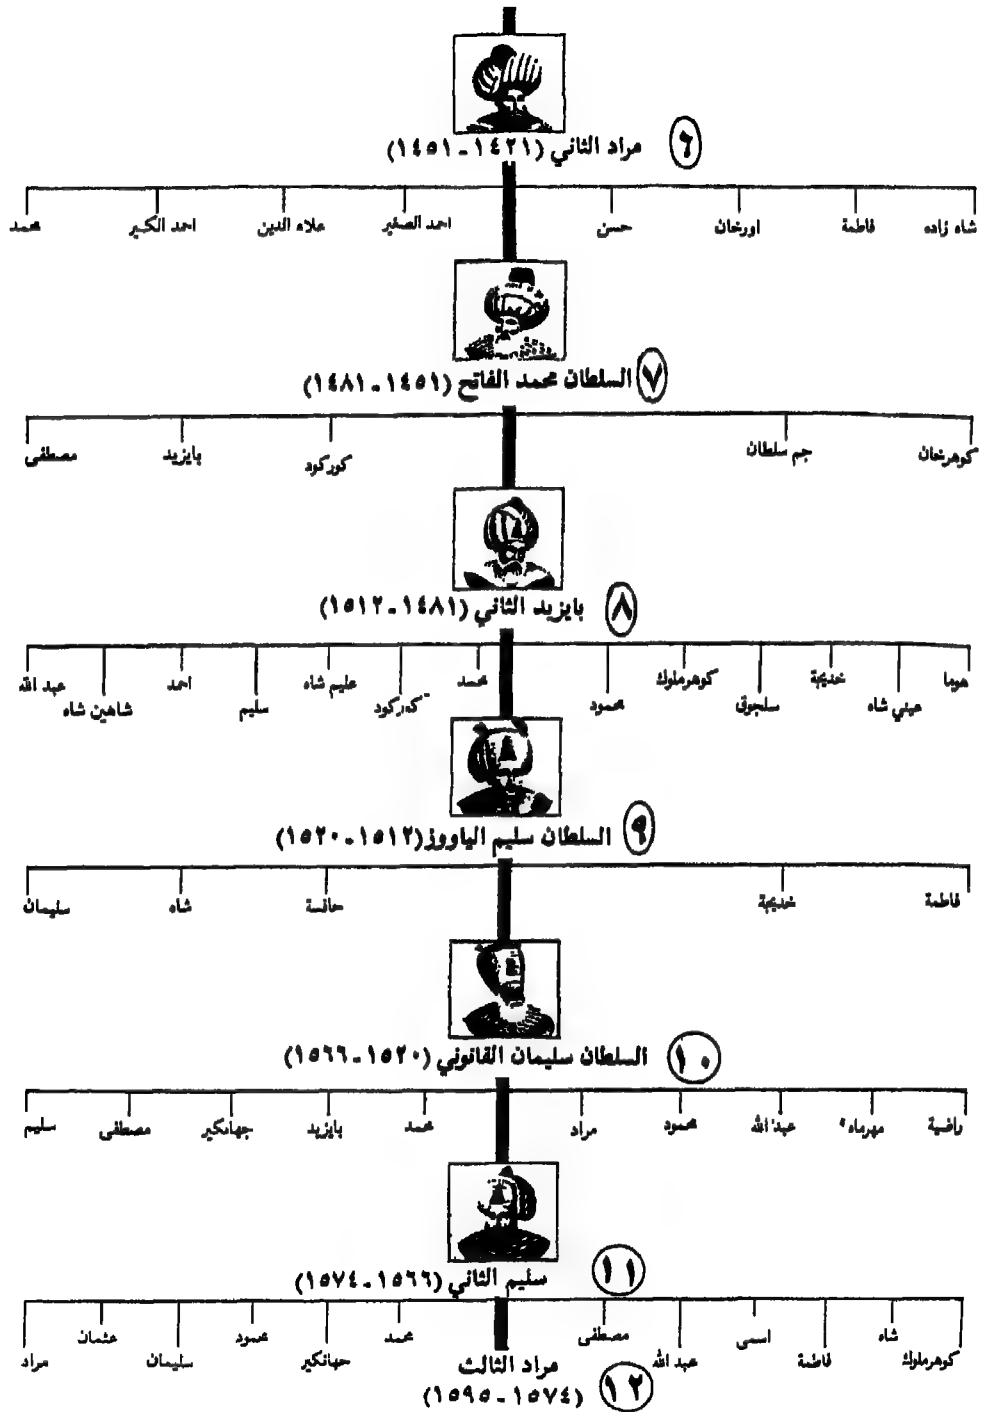 ٦ مراد الثاني (١٤٢١-١٤٥١)
شاه زاده فاطمة اورخان حسن احمد الصغير علاء الدين احمد الكبير محمد
٧ السلطان محمد الفاتح (١٤٥١-١٤٨١)
كوهرخان جم سلطان كوركود بايزيد مصطفى
٨ بايزيد الثاني (١٤٨١-١٥١٢)
هوما عيني شاه خديجة سلجوق كوهرملوك محمود محمد كوركود عليم شاه سليم احمد شاهين شاه عبد الله
٩ السلطان سليم الياووز (١٥١٢-١٥٢٠)
فاطمة خديجة حافسة شاه سليمان
١٠ السلطان سليمان القانوني (١٥٢٠-١٥٦٦)
راضية مهرماه عبد الله محمود مراد محمد بايزيد جهانكير مصطفى سليم
١١ سليم الثاني (١٥٦٦-١٥٧٤)
كوهرملوك شاه فاطمة اسمى عبد الله مصطفى محمد جهانكير محمود سليمان عثمان مراد
١٢ مراد الثالث
(١٥٧٤-١٥٩٥)